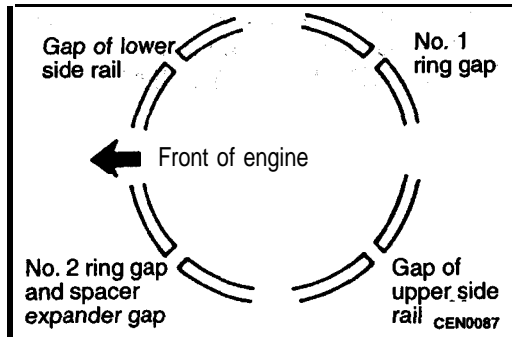 Gap of lower
side rail
No. 1
ring gap
Front of engine
No. 2 ring gap
and spacer
expander gap
Gap of
upper side
rail
CEN0087